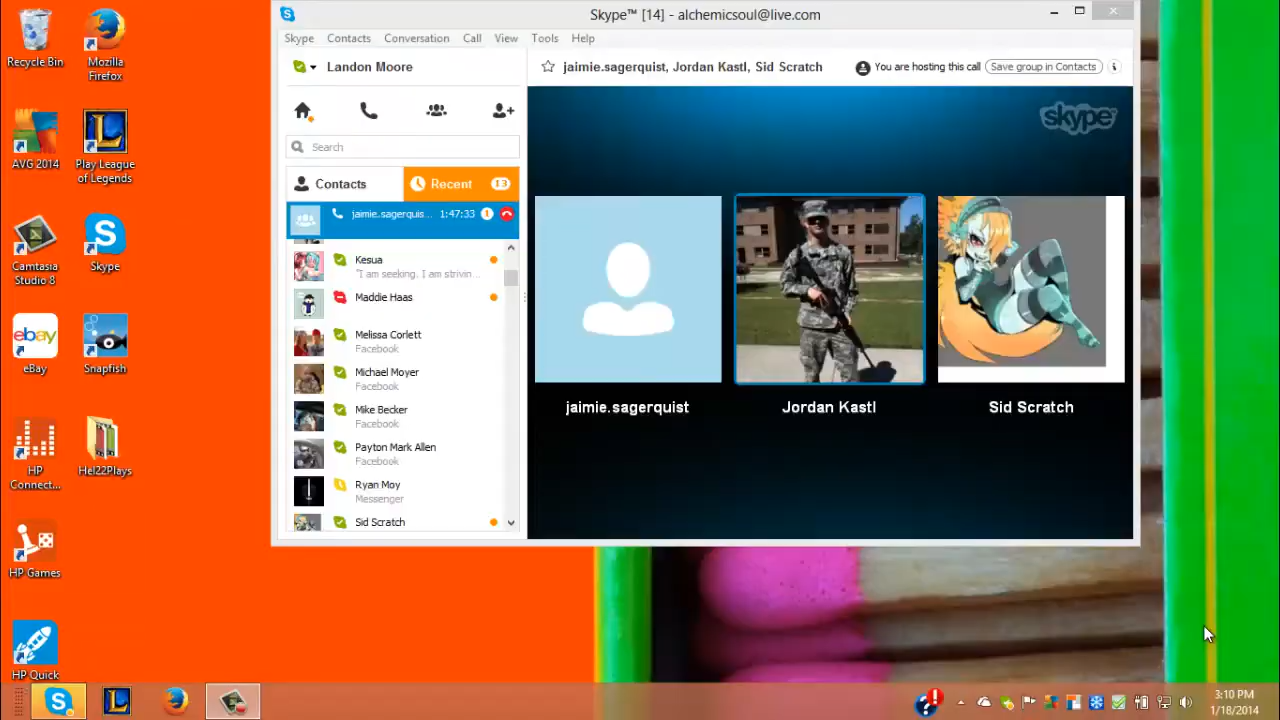 Recycle Bin
Mozilla
Firefox
AVG 2014
Play League
of Legends
Camtasia
Studio 8
Skype
eBay
Snapfish
HP
Connect...
Hel22Plays
HP Games
HP Quick
Skype™ [14] - alchemicsoul@live.com
Skype Contacts Conversation Call View Tools Help
Landon Moore
Search
Contacts
Recent 13
jaimie.sagerquis... 1:47:33 1
Kesua
"I am seeking. I am strivin...
Maddie Haas
Melissa Corlett
Facebook
Michael Moyer
Facebook
Mike Becker
Facebook
Payton Mark Allen
Facebook
Ryan Moy
Messenger
Sid Scratch
jaimie.sagerquist, Jordan Kastl, Sid Scratch
You are hosting this call
Save group in Contacts
skype
jaimie.sagerquist
Jordan Kastl
Sid Scratch
3:10 PM
1/18/2014